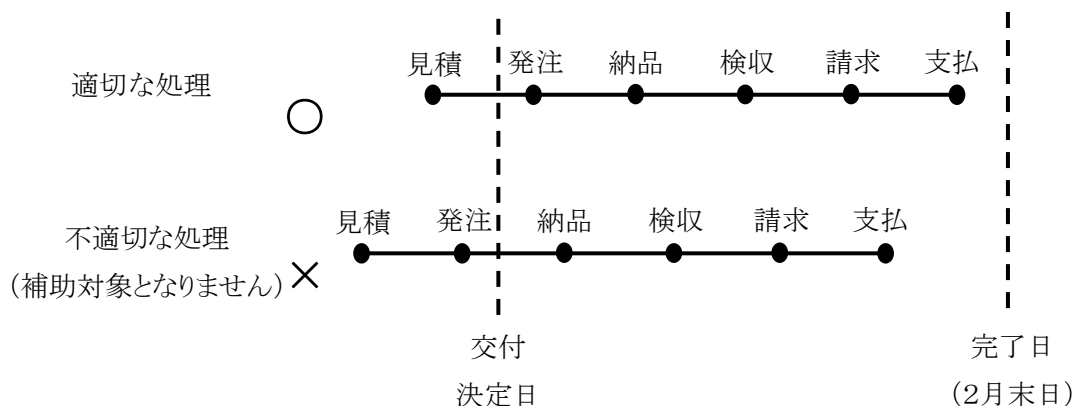 見積 発注 納品 検収 請求 支払
適切な処理
○
見積 発注 納品 検収 請求 支払
不適切な処理
(補助対象となりません)×
交付
決定日
完了日
(2月末日)